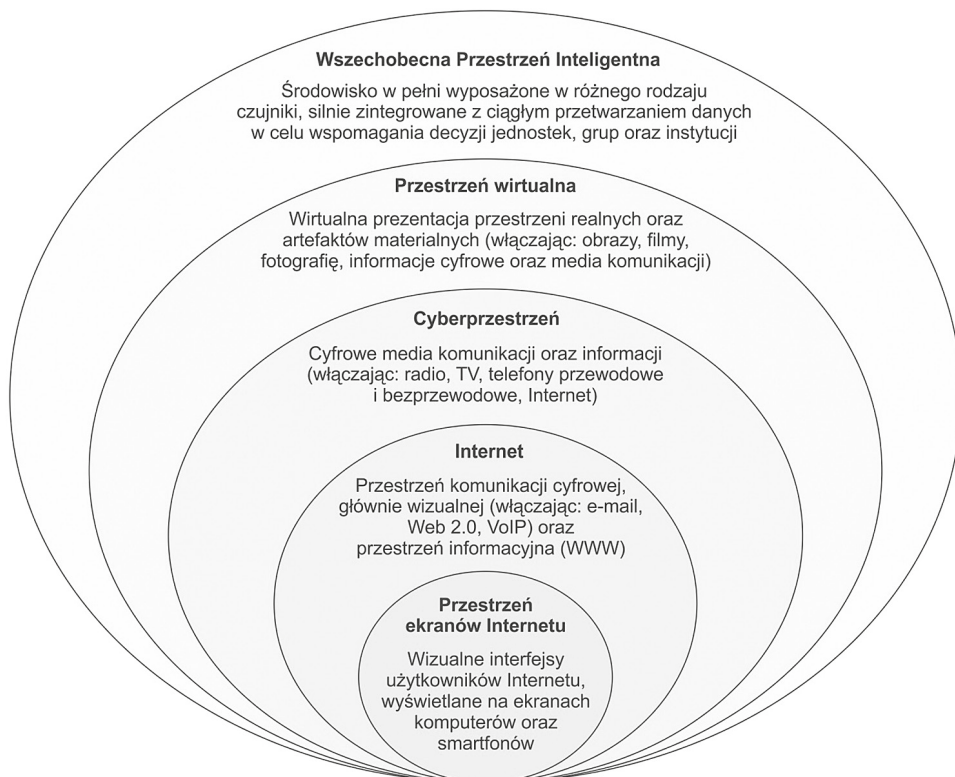 Wszechobecna Przestrzeń Inteligentna
Środowisko w pełni wyposażone w różnego rodzaju
czujniki, silnie zintegrowane z ciągłym przetwarzaniem danych
w celu wspomagania decyzji jednostek, grup oraz instytucji
Przestrzeń wirtualna
Wirtualna prezentacja przestrzeni realnych oraz
artefaktów materialnych (włączając: obrazy, filmy,
fotografię, informacje cyfrowe oraz media komunikacji)
Cyberprzestrzeń
Cyfrowe media komunikacji oraz informacji
(włączając: radio, TV, telefony przewodowe
i bezprzewodowe, Internet)
Internet
Przestrzeń komunikacji cyfrowej,
głównie wizualnej (włączając: e-mail,
Web 2.0, VoIP) oraz
przestrzeń informacyjna (WWW)
Przestrzeń
ekranów Internetu
Wizualne interfejsy
użytkowników Internetu,
wyświetlane na ekranach
komputerów oraz
smartfonów